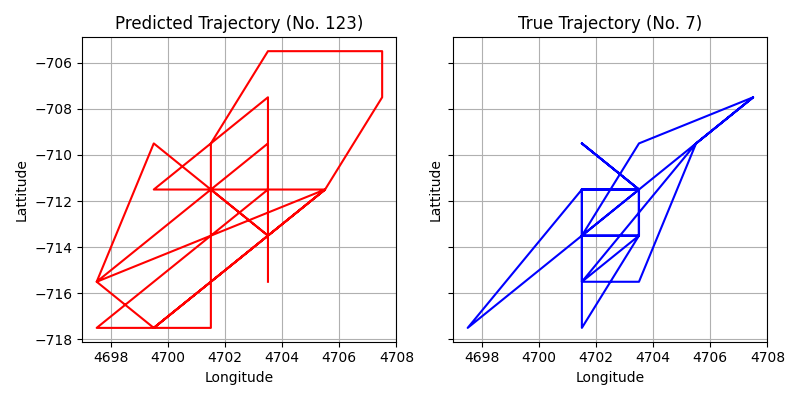 Predicted Trajectory (No. 123)
True Trajectory (No. 7)
−706
−708
−710
−712
−714
−716
−718
Lattitude
Lattitude
4698 4700 4702 4704 4706 4708
4698 4700 4702 4704 4706 4708
Longitude
Longitude